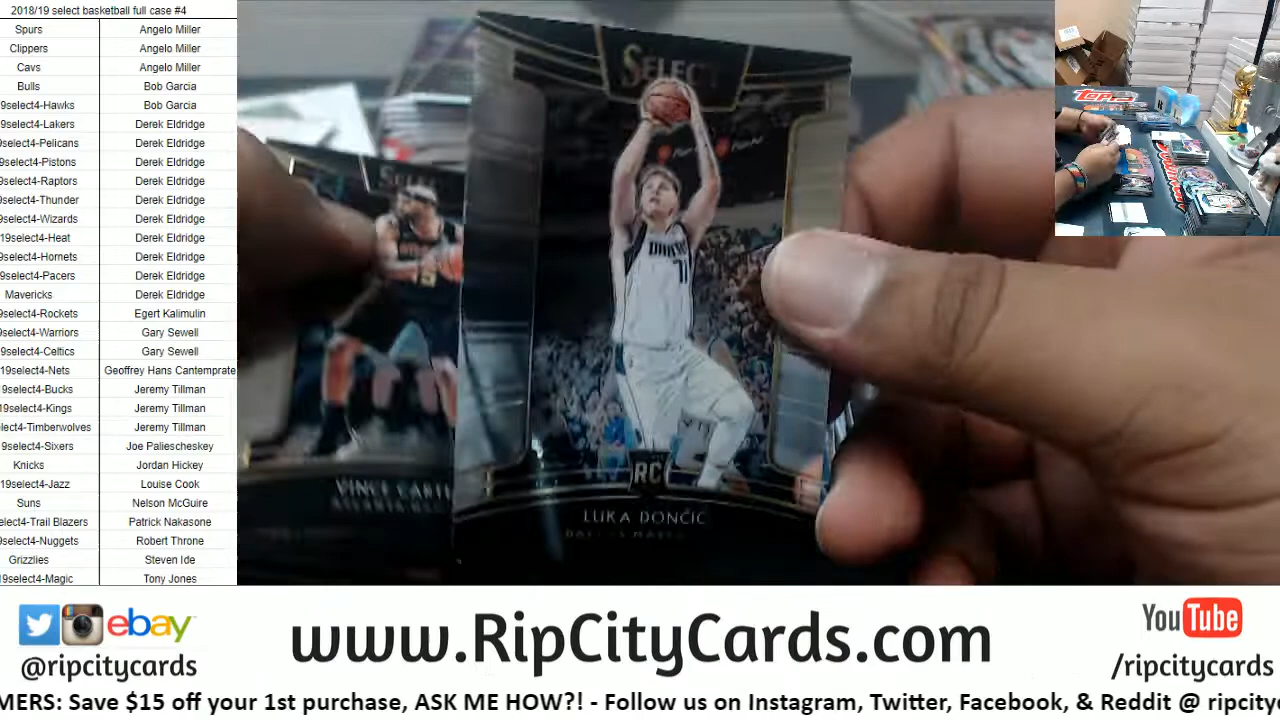 2018/19 select basketball full case #4
Spurs Angelo Miller
Clippers Angelo Miller
Cavs Angelo Miller
Bulls Bob Garcia
9select4-Hawks Bob Garcia
9select4-Lakers Derek Eldridge
9select4-Pelicans Derek Eldridge
9select4-Pistons Derek Eldridge
9select4-Raptors Derek Eldridge
9select4-Thunder Derek Eldridge
9select4-Wizards Derek Eldridge
19select4-Heat Derek Eldridge
9select4-Hornets Derek Eldridge
9select4-Pacers Derek Eldridge
Mavericks Derek Eldridge
9select4-Rockets Egert Kalimulin
9select4-Warriors Gary Sewell
9select4-Celtics Gary Sewell
19select4-Nets Geoffrey Hans Cantemprate
9select4-Bucks Jeremy Tillman
9select4-Kings Jeremy Tillman
lect4-Timberwolves Jeremy Tillman
9select4-Sixers Joe Paliescheskey
Knicks Jordan Hickey
19select4-Jazz Louise Cook
Suns Nelson McGuire
elect4-Trail Blazers Patrick Nakasone
9select4-Nuggets Robert Throne
Grizzlies Steven Ide
19select4-Magic Tony Jones
SELECT
RC
LUKA DONČIC
VINCE CARTE
15
Topps
ebay
@ripcitycards
www.RipCityCards.com
YouTube
/ripcitycards
MERS: Save $15 off your 1st purchase, ASK ME HOW?! - Follow us on Instagram, Twitter, Facebook, & Reddit @ ripcity